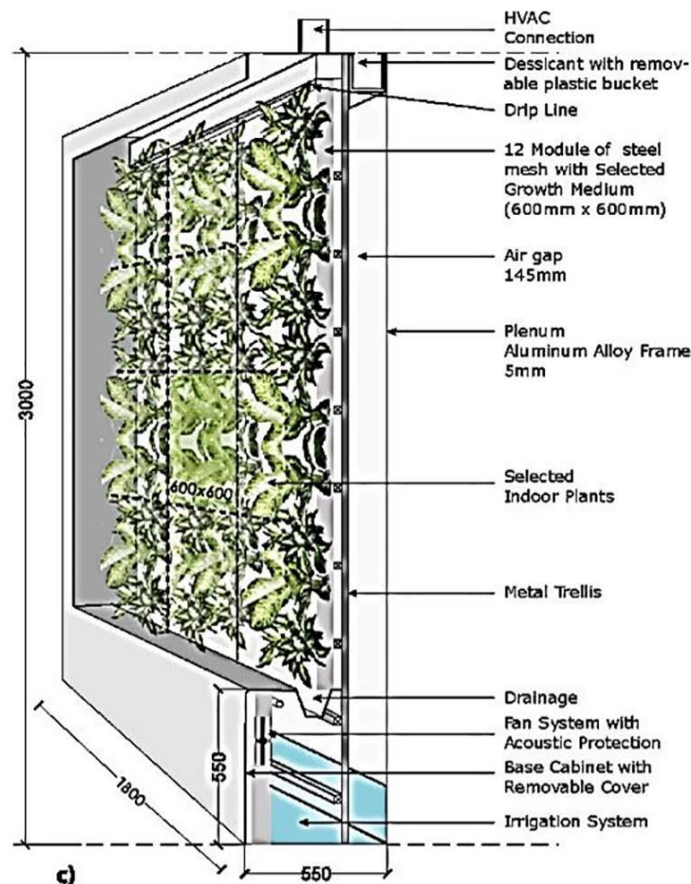 HVAC
Connection
Dessicant with remov-
able plastic bucket
Drip Line
12 Module of steel
mesh with Selected
Growth Medium
(600mm x 600mm)
Air gap
145mm
Plenum
Aluminum Alloy Frame
5mm
3000
600x600
Selected
Indoor Plants
Metal Trellis
Drainage
Fan System with
Acoustic Protection
Base Cabinet with
Removable Cover
Irrigation System
550
1800
550
c)